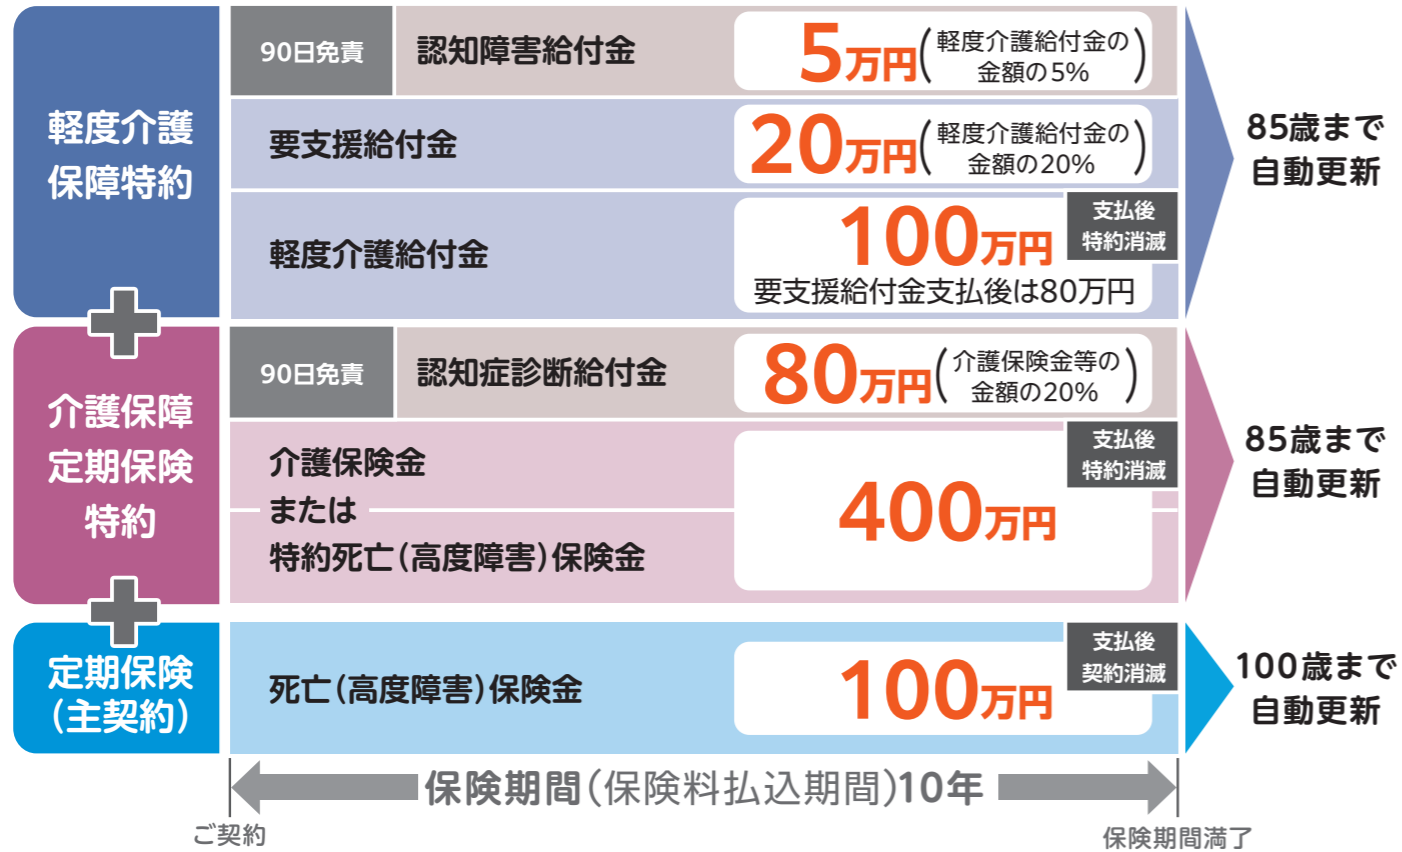 軽度介護
保障特約
90日免責
認知障害給付金
5万円(軽度介護給付金の
金額の5%)
要支援給付金
20万円(軽度介護給付金の
金額の20%)
軽度介護給付金
100万円
支払後
特約消滅
要支援給付金支払後は80万円
85歳まで
自動更新
介護保障
定期保険
特約
90日免責
認知症診断給付金
80万円(介護保険金等の
金額の20%)
介護保険金
または
特約死亡(高度障害)保険金
400万円
支払後
特約消滅
85歳まで
自動更新
定期保険
(主契約)
死亡(高度障害)保険金
100万円
支払後
契約消滅
100歳まで
自動更新
保険期間(保険料払込期間)10年
ご契約
保険期間満了